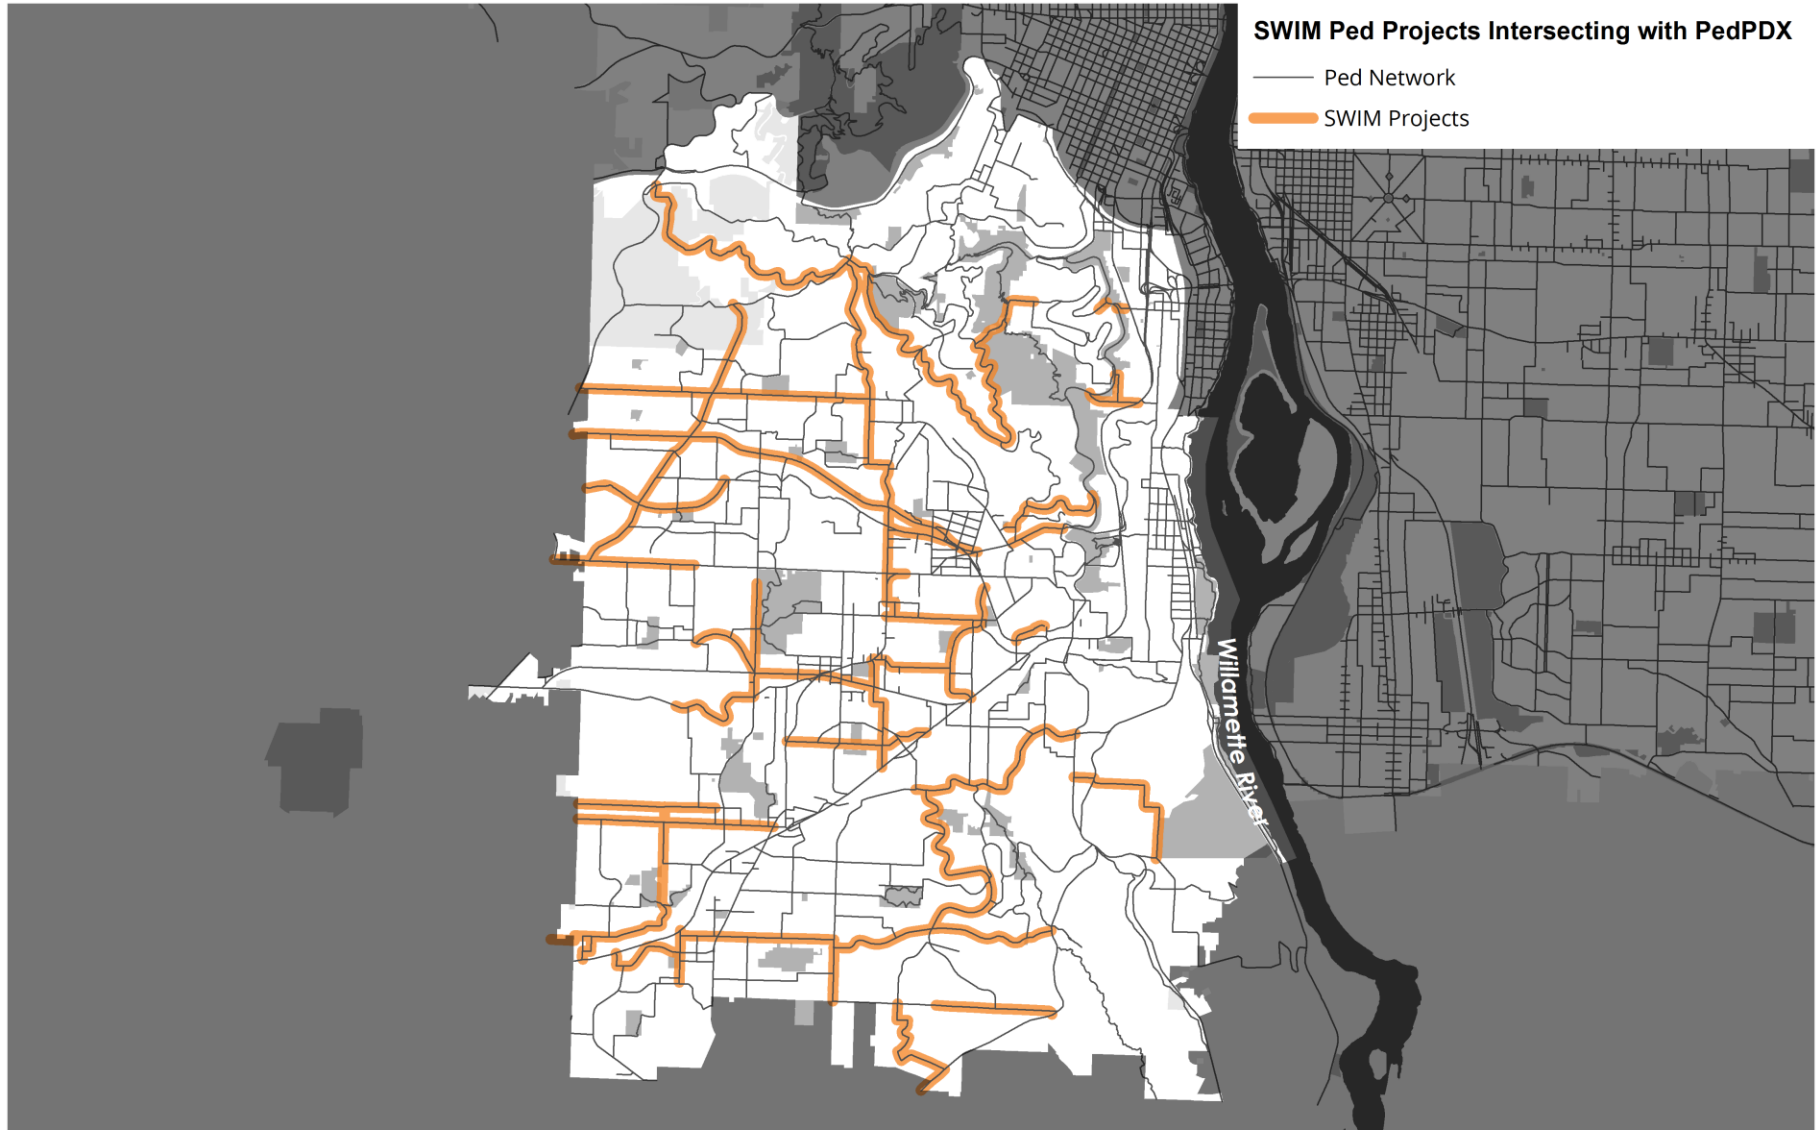 SWIM Ped Projects Intersecting with PedPDX
Ped Network
SWIM Projects
Willamette River